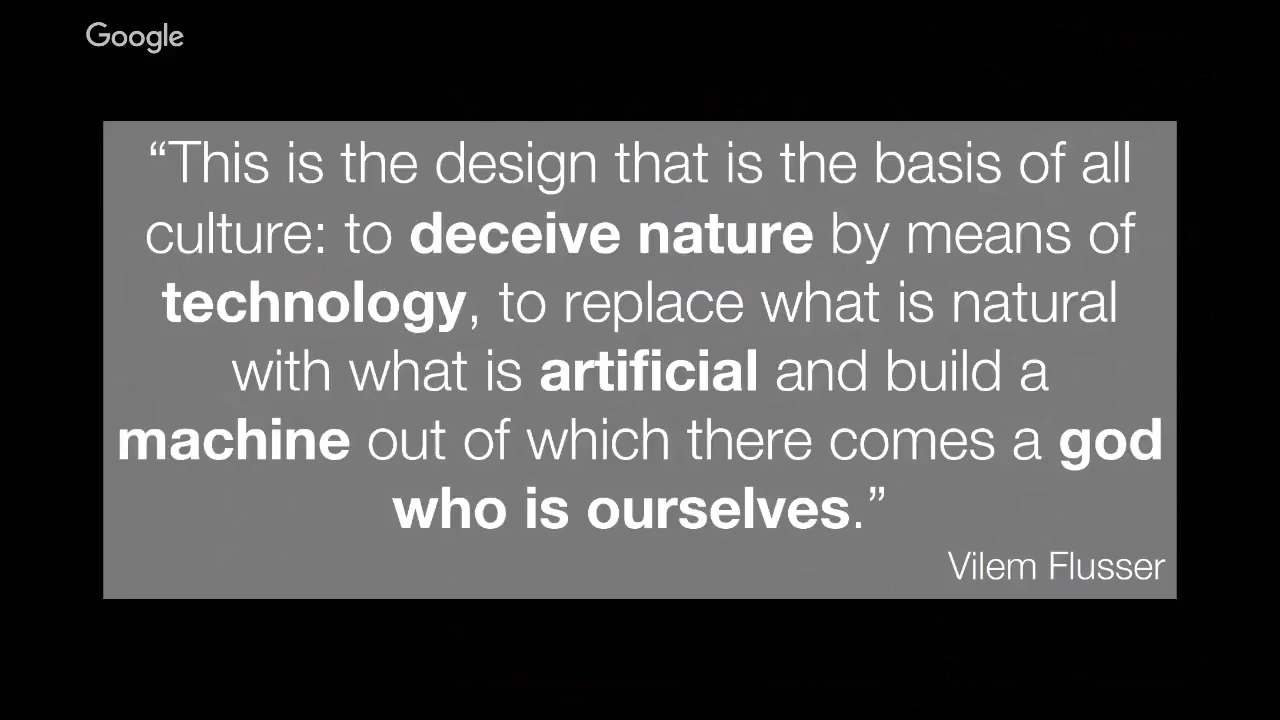 Google
“This is the design that is the basis of all
culture: to deceive nature by means of
technology, to replace what is natural
with what is artificial and build a
machine out of which there comes a god
who is ourselves.”
Vilem Flusser